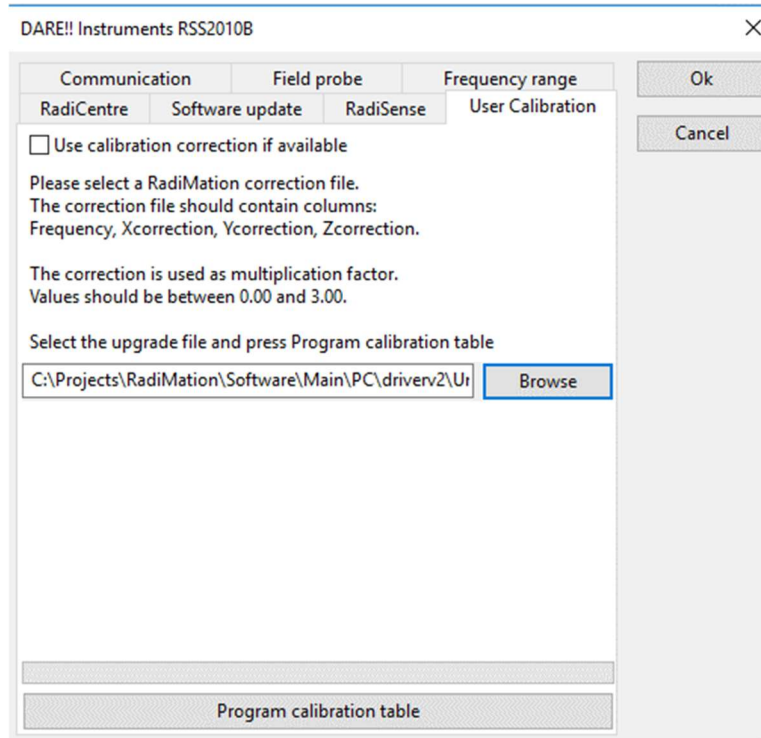 DARE!! Instruments RSS2010B
Communication
Field probe
Frequency range
RadiCentre
Software update
RadiSense
User Calibration
Ok
Cancel
Use calibration correction if available
Please select a RadiMation correction file.
The correction file should contain columns:
Frequency, Xcorrection, Ycorrection, Zcorrection.
The correction is used as multiplication factor.
Values should be between 0.00 and 3.00.
Select the upgrade file and press Program calibration table
C:\Projects\RadiMation\Software\Main\PC\driverv2\Ur
Browse
Program calibration table